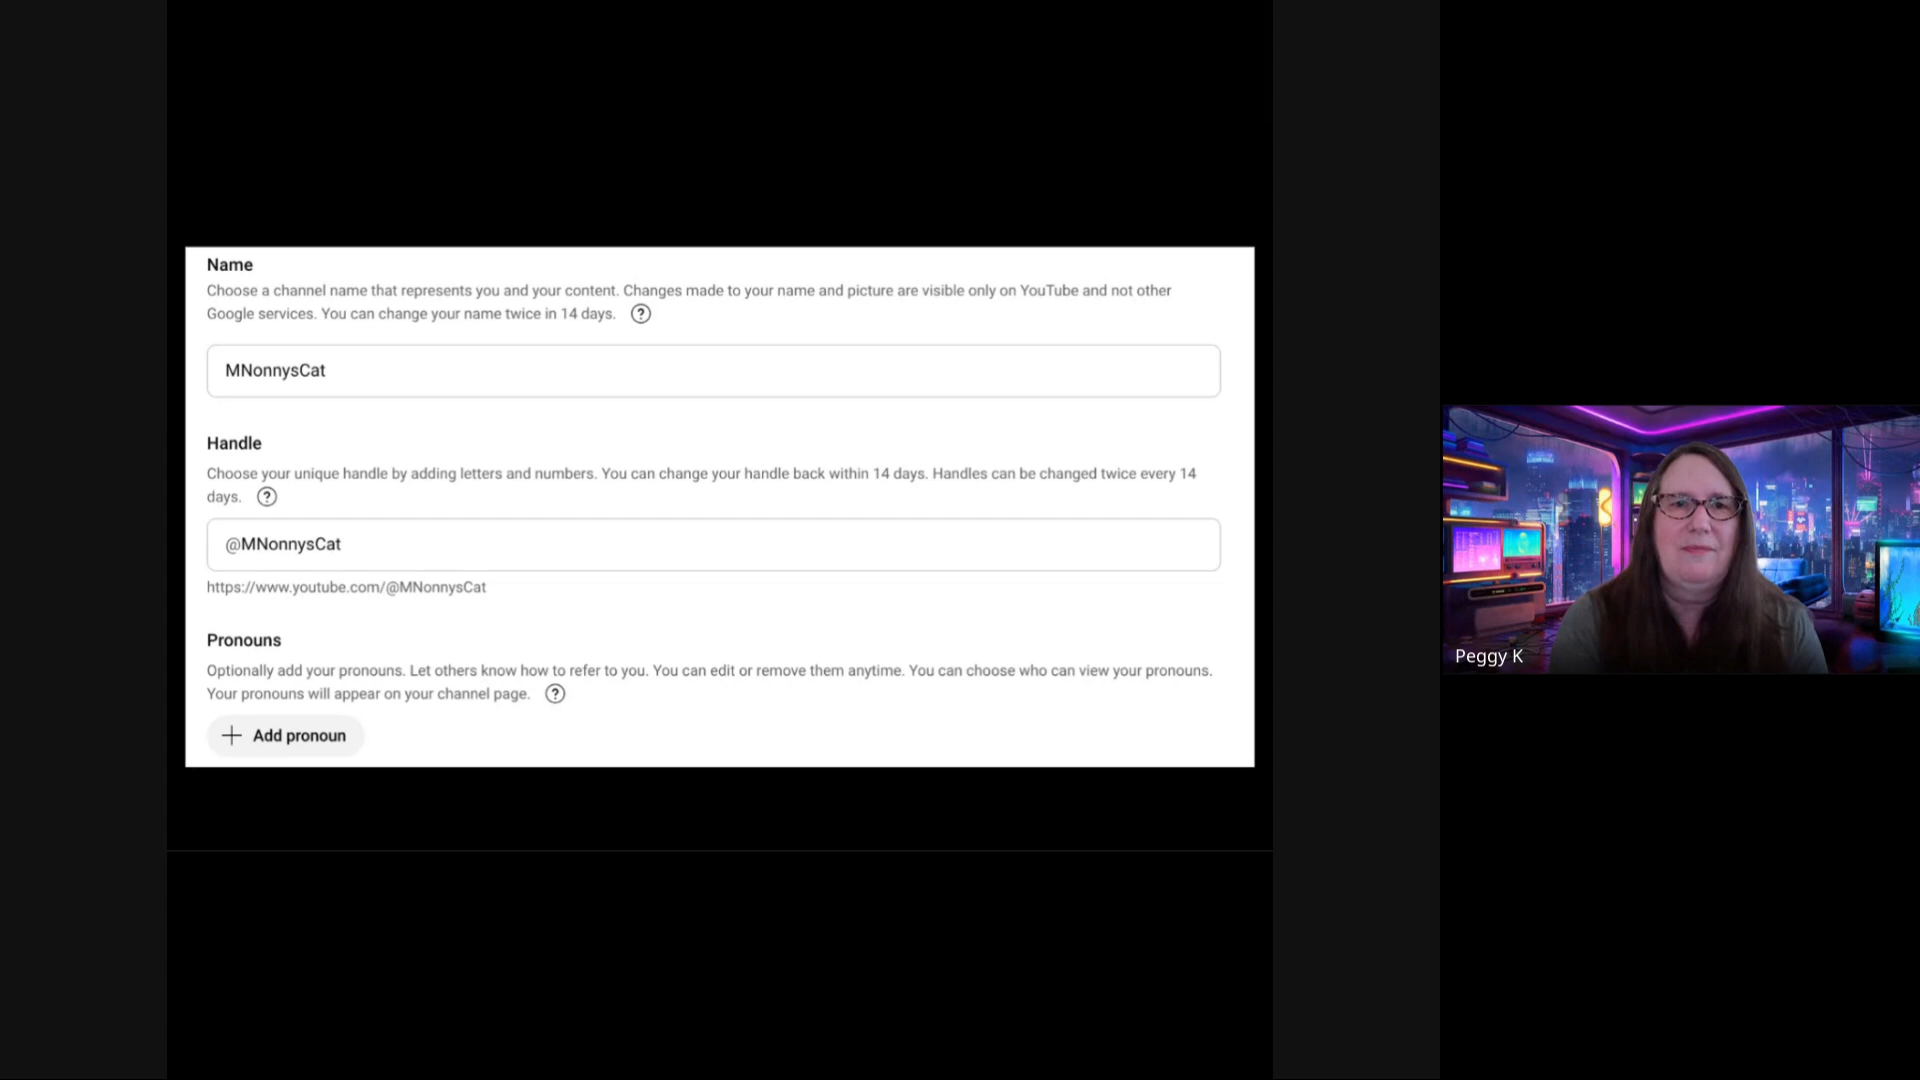 Name
Choose a channel name that represents you and your content. Changes made to your name and picture are visible only on YouTube and not other
Google services. You can change your name twice in 14 days.
MNonnysCat
Handle
Choose your unique handle by adding letters and numbers. You can change your handle back within 14 days. Handles can be changed twice every 14
days.
@MNonnysCat
https://www.youtube.com/@MNonnysCat
Pronouns
Optionally add your pronouns. Let others know how to refer to you. You can edit or remove them anytime. You can choose who can view your pronouns.
Your pronouns will appear on your channel page.
Add pronoun
Peggy K